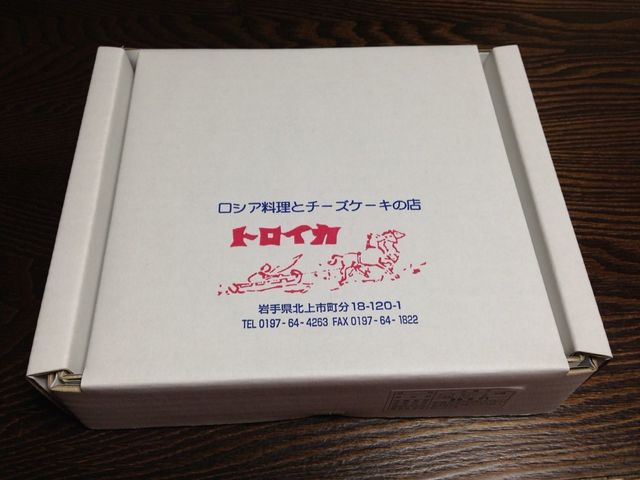 ロシア料理とチーズケーキの店
トロイカ
岩手県北上市町分18-120-1
TEL 0197-64-4263 FAX 0197-64-1822